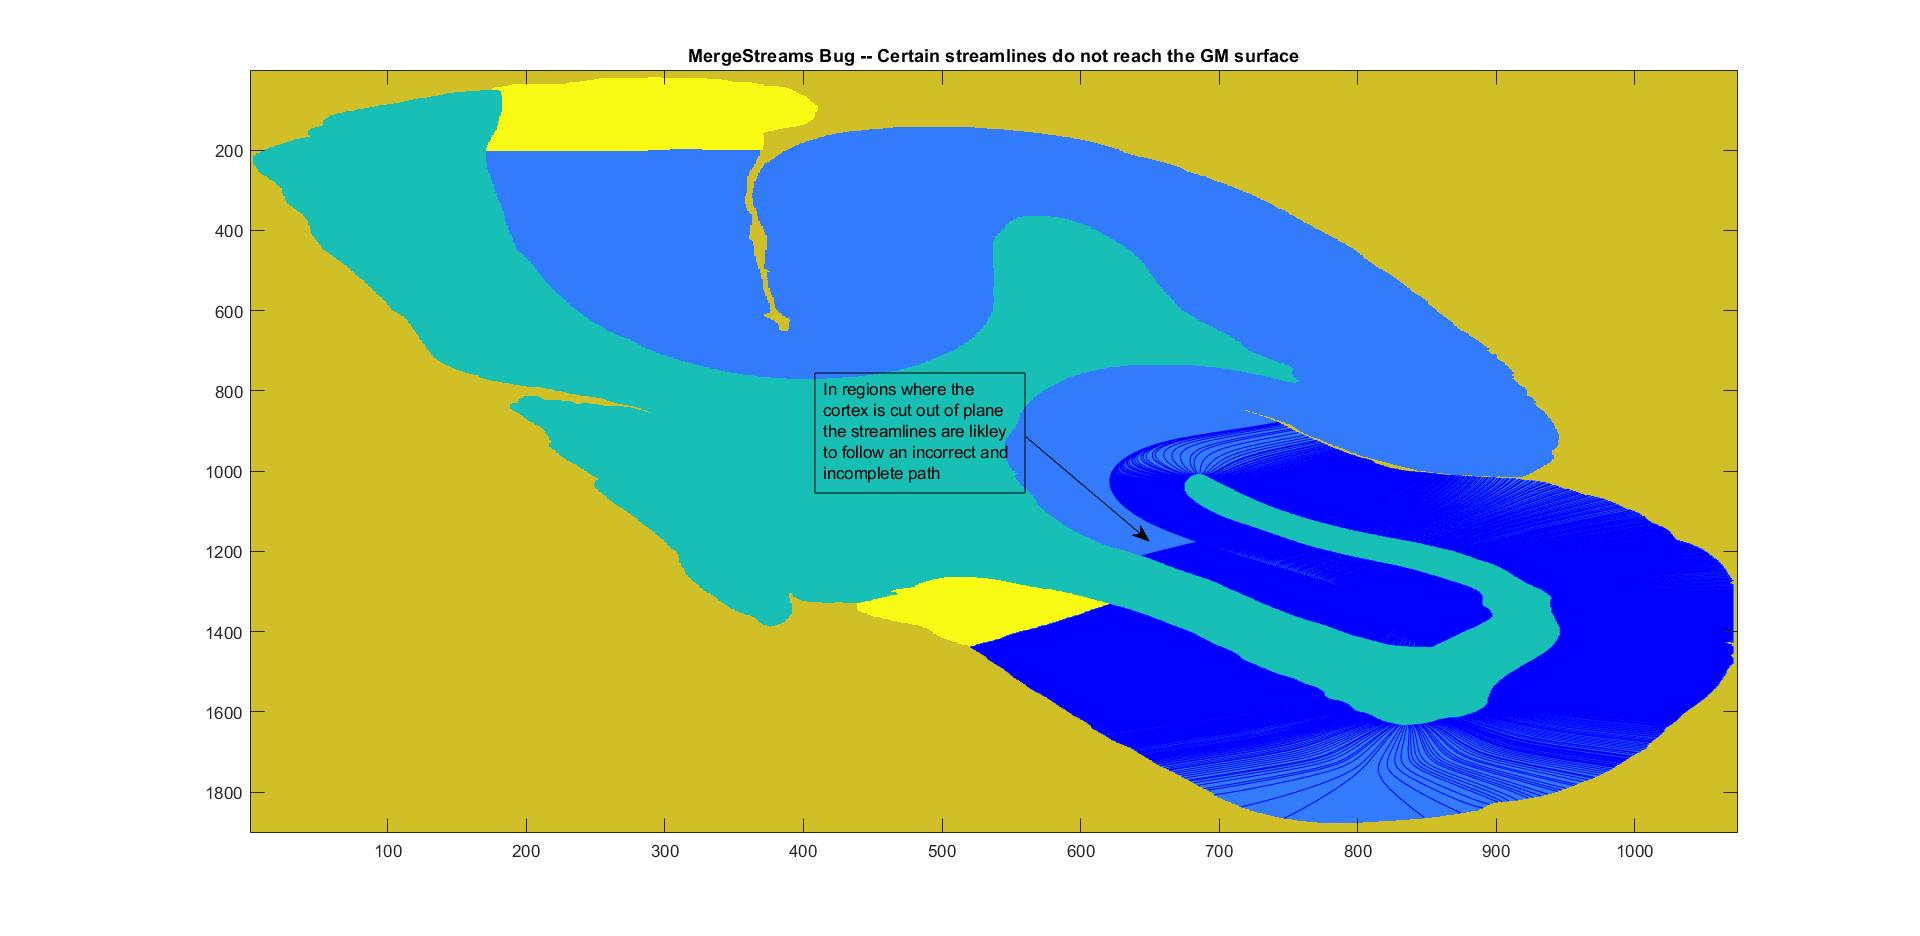 MergeStreams Bug -- Certain streamlines do not reach the GM surface
200
400
600
800
1000
1200
1400
1600
1800
In regions where the
cortex is cut out of plane
the streamlines are likley
to follow an incorrect and
incomplete path
100 200 300 400 500 600 700 800 900 1000